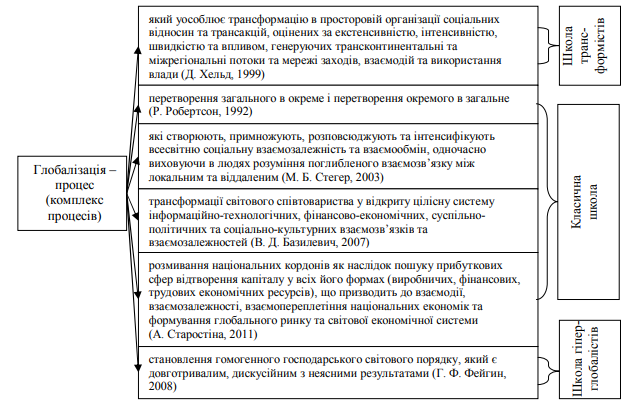 Глобалізація –
процес
(комплекс
процесів)
який уособлює трансформацію в просторовій організації соціальних
відносин та трансакцій, оцінених за екстенсивністю, інтенсивністю,
швидкістю та впливом, генеруючих трансконтинентальні та
міжрегіональні потоки та мережі заходів, взаємодій та використання
влади (Д. Хельд, 1999)
перетворення загального в окреме і перетворення окремого в загальне
(Р. Робертсон, 1992)
які створюють, примножують, розповсюджують та інтенсифікують
всесвітню соціальну взаємозалежність та взаємообмін, одночасно
виховуючи в людях розуміння поглибленого взаємозв’язку між
локальним та віддаленим (М. Б. Стегер, 2003)
трансформації світового співтовариства у відкриту цілісну систему
інформаційно-технологічних, фінансово-економічних, суспільно-
політичних та соціально-культурних взаємозв’язків та
взаємозалежностей (В. Д. Базилевич, 2007)
розмивання національних кордонів як наслідок пошуку прибуткових
сфер відтворення капіталу у всіх його формах (виробничих, фінансових,
трудових економічних ресурсів), що призводить до взаємодії,
взаємозалежності, взаємопереплетіння національних економік та
формування глобального ринку та світової економічної системи
(А. Старостіна, 2011)
становлення гомогенного господарського світового порядку, який є
довготривалим, дискусійним з неясними результатами (Г. Ф. Фейгин,
2008)
Школа
транс-
формістів
Класична
школа
Школа гіпер-
глобалістів